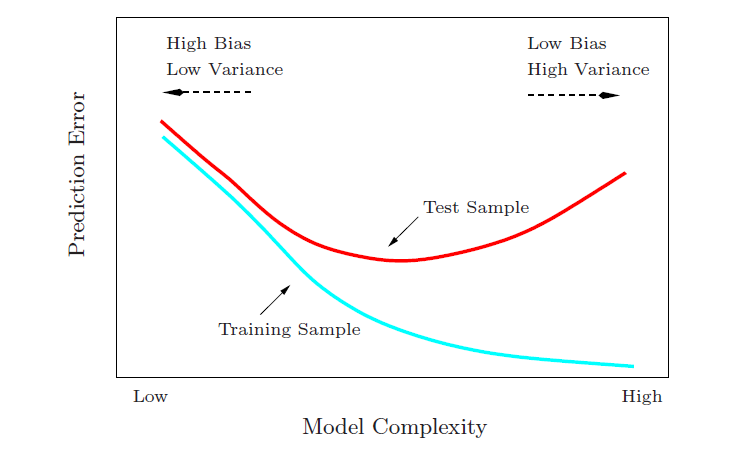 High Bias
Low Variance
Low Bias
High Variance
Prediction Error
Test Sample
Training Sample
Low
High
Model Complexity